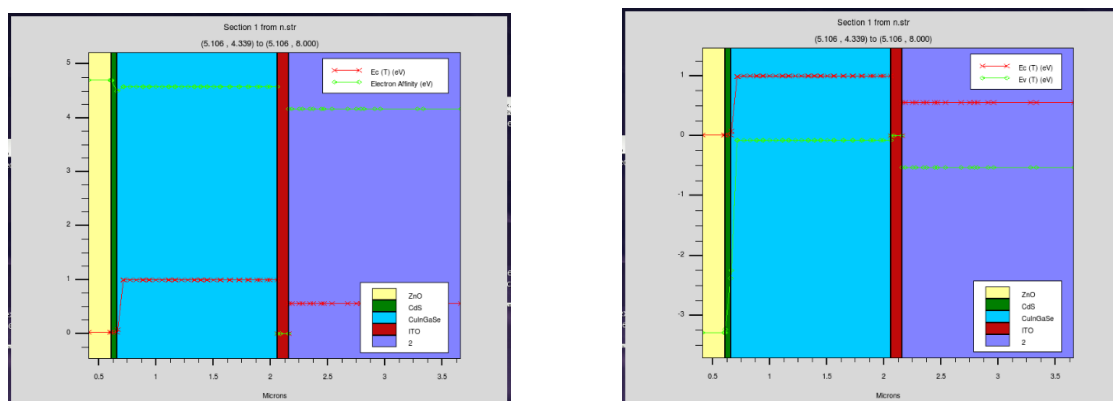 Section 1 from n.str
(5.106 , 4.339) to (5.106 , 8.000)
Ec (T) (eV)
Electron Affinity (eV)
5
4
3
2
1
0
ZnO
CdS
CuInGaSe
ITO
2
0.5
1
1.5
2
2.5
3
3.5
Microns
Section 1 from n.str
(5.106 , 4.339) to (5.106 , 8.000)
Ec (T) (eV)
Ev (T) (eV)
1
0
-1
-2
-3
ZnO
CdS
CuInGaSe
ITO
2
0.5
1
1.5
2
2.5
3
3.5
Microns